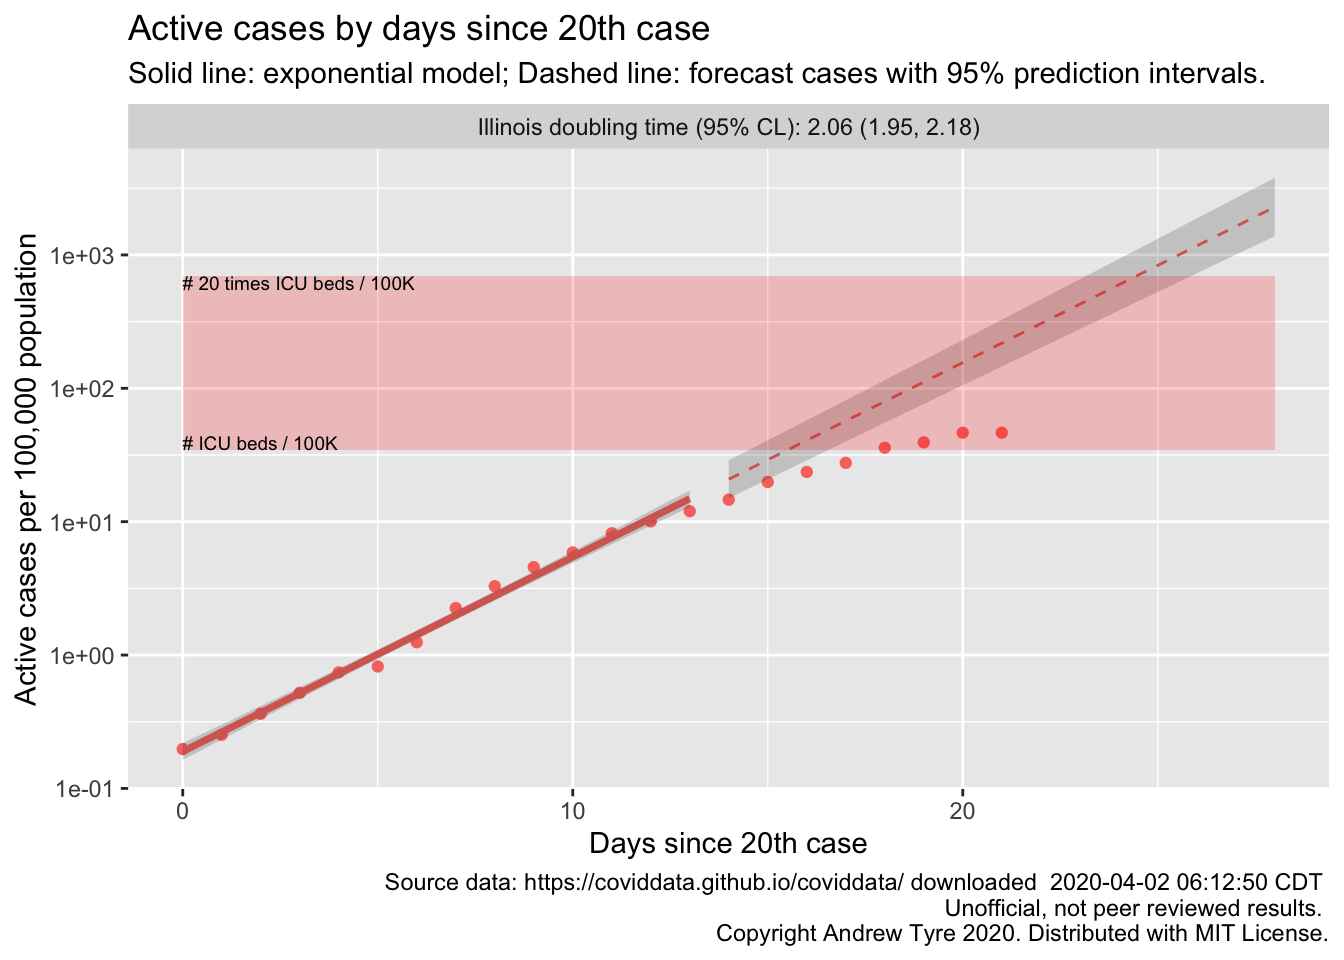 Active cases by days since 20th case
Solid line: exponential model; Dashed line: forecast cases with 95% prediction intervals.
Illinois doubling time (95% CL): 2.06 (1.95, 2.18)
Active cases per 100,000 population
1e+03
1e+02
1e+01
1e+00
1e-01
# 20 times ICU beds / 100K
# ICU beds / 100K
0
10
20
Days since 20th case
Source data: https://coviddata.github.io/coviddata/ downloaded  2020-04-02 06:12:50 CDT
Unofficial, not peer reviewed results.
Copyright Andrew Tyre 2020. Distributed with MIT License.